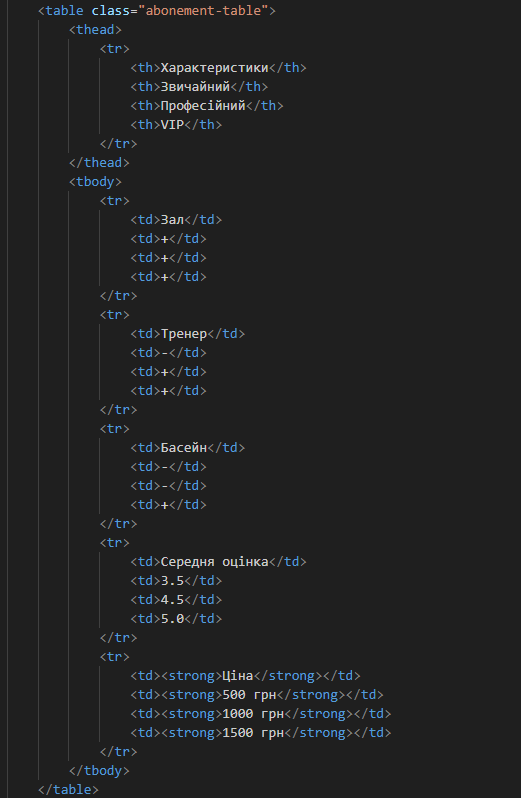 <table class="abonement-table">
    <thead>
        <tr>
            <th>Характеристики</th>
            <th>Звичайний</th>
            <th>Професійний</th>
            <th>VIP</th>
        </tr>
    </thead>
    <tbody>
        <tr>
            <td>Зал</td>
            <td>+</td>
            <td>+</td>
            <td>+</td>
        </tr>
        <tr>
            <td>Тренер</td>
            <td>-</td>
            <td>+</td>
            <td>+</td>
        </tr>
        <tr>
            <td>Басейн</td>
            <td>-</td>
            <td>-</td>
            <td>+</td>
        </tr>
        <tr>
            <td>Середня оцінка</td>
            <td>3.5</td>
            <td>4.5</td>
            <td>5.0</td>
        </tr>
        <tr>
            <td><strong>Ціна</strong></td>
            <td><strong>500 грн</strong></td>
            <td><strong>1000 грн</strong></td>
            <td><strong>1500 грн</strong></td>
        </tr>
    </tbody>
</table>